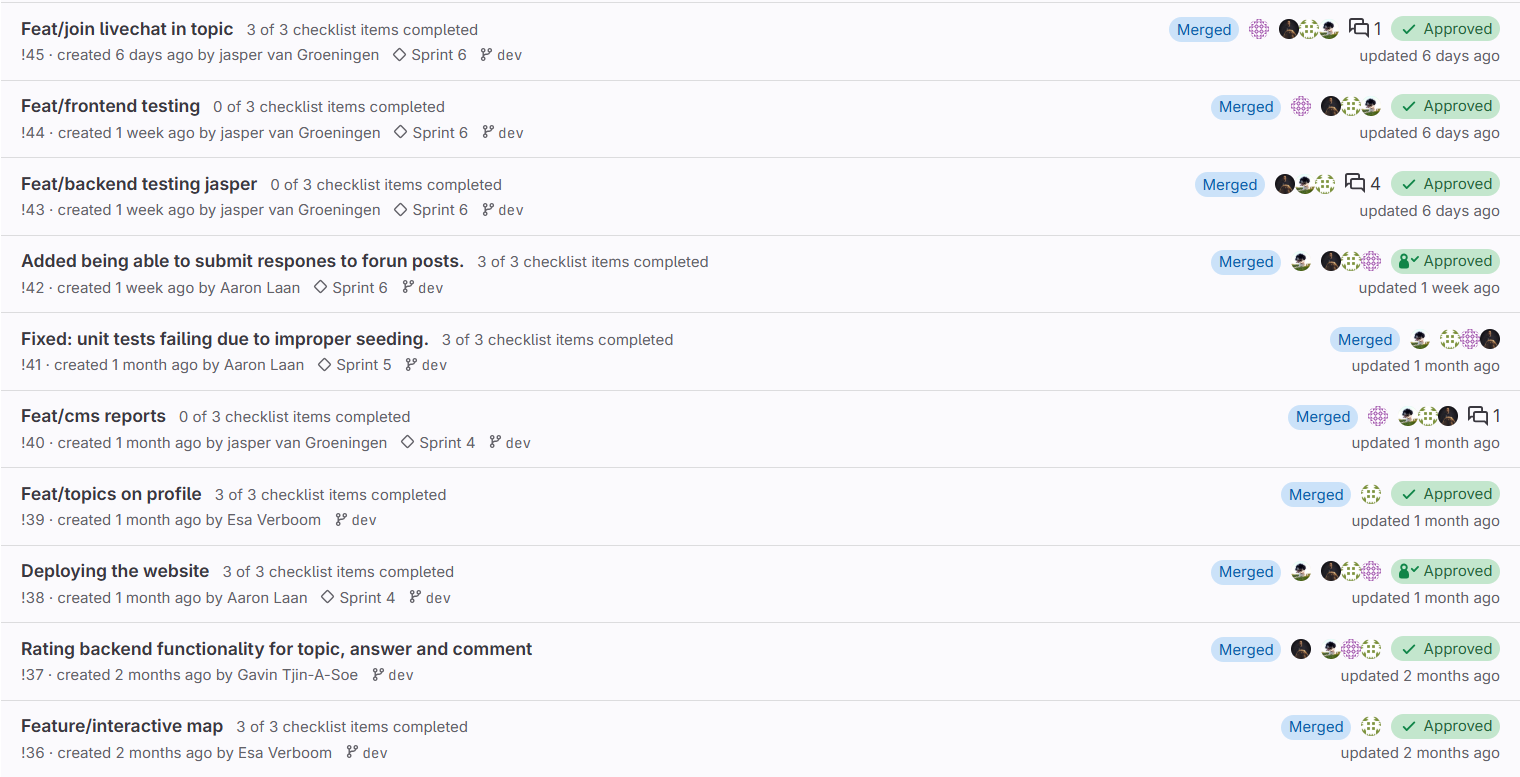 Feat/join livechat in topic 3 of 3 checklist items completed Merged 1 Approved
!45 · created 6 days ago by jasper van Groeningen Sprint 6 dev updated 6 days ago
Feat/frontend testing 0 of 3 checklist items completed Merged Approved
!44 · created 1 week ago by jasper van Groeningen Sprint 6 dev updated 6 days ago
Feat/backend testing jasper 0 of 3 checklist items completed Merged 4 Approved
!43 · created 1 week ago by jasper van Groeningen Sprint 6 dev updated 6 days ago
Added being able to submit respones to forun posts. 3 of 3 checklist items completed Merged Approved
!42 · created 1 week ago by Aaron Laan Sprint 6 dev updated 1 week ago
Fixed: unit tests failing due to improper seeding. 3 of 3 checklist items completed Merged
!41 · created 1 month ago by Aaron Laan Sprint 5 dev updated 1 month ago
Feat/cms reports 0 of 3 checklist items completed Merged 1
!40 · created 1 month ago by jasper van Groeningen Sprint 4 dev updated 1 month ago
Feat/topics on profile 3 of 3 checklist items completed Merged Approved
!39 · created 1 month ago by Esa Verboom dev updated 1 month ago
Deploying the website 3 of 3 checklist items completed Merged Approved
!38 · created 1 month ago by Aaron Laan Sprint 4 dev updated 1 month ago
Rating backend functionality for topic, answer and comment Merged Approved
!37 · created 2 months ago by Gavin Tjin-A-Soe dev updated 2 months ago
Feature/interactive map 3 of 3 checklist items completed Merged Approved
!36 · created 2 months ago by Esa Verboom dev updated 2 months ago